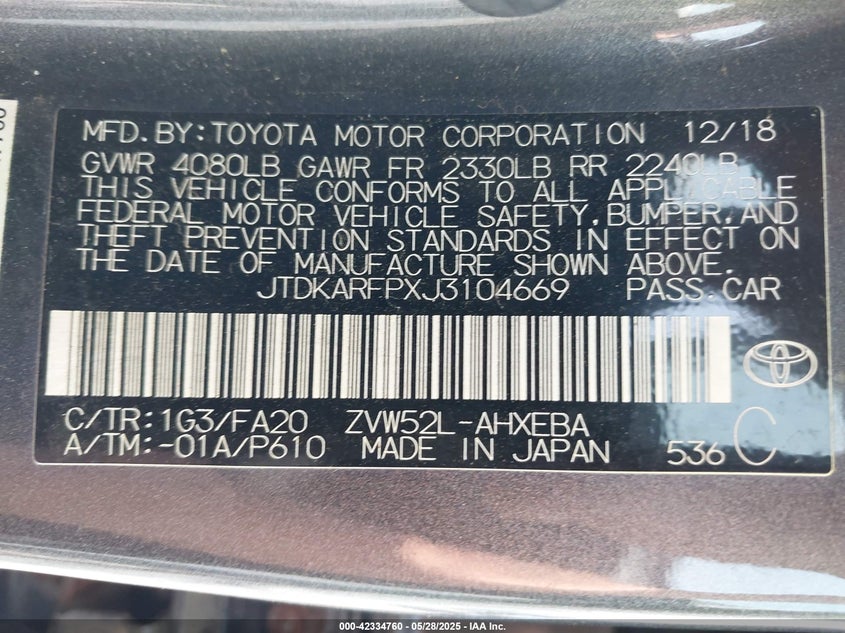 MFD.BY:TOYOTA MOTOR CORPORATION 12/18
GVWR 4080LB GAWR FR 2330LB RR 2240LB
THIS VEHICLE CONFORMS TO ALL APPLICABLE
FEDERAL MOTOR VEHICLE SAFETY,BUMPER,AND
THEFT PREVENTION STANDARDS IN EFFECT ON
THE DATE OF MANUFACTURE SHOWN ABOVE.
JTDKARFPXJ3104669 PASS.CAR
C/TR:1G3/FA20 ZVW52L-AHXEBA
A/TM:-01A/P610 MADE IN JAPAN 536 C
000-42334760 — 05/28/2025 — IAA Inc.